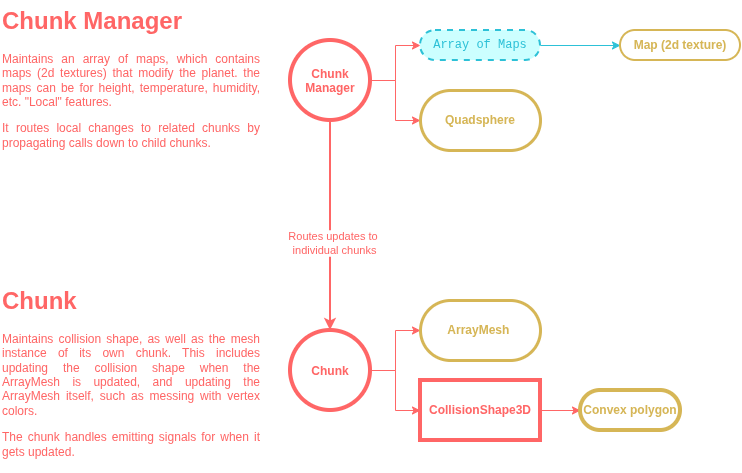 Chunk Manager
Maintains an array of maps, which contains
maps (2d textures) that modify the planet. the
maps can be for height, temperature, humidity,
etc. "Local" features.
It routes local changes to related chunks by
propagating calls down to child chunks.
Chunk
Manager
Array of Maps
Map (2d texture)
Quadsphere
Routes updates to
individual chunks
Chunk
Maintains collision shape, as well as the mesh
instance of its own chunk. This includes
updating the collision shape when the
ArrayMesh is updated, and updating the
ArrayMesh itself, such as messing with vertex
colors.
The chunk handles emitting signals for when it
gets updated.
Chunk
ArrayMesh
CollisionShape3D
Convex polygon